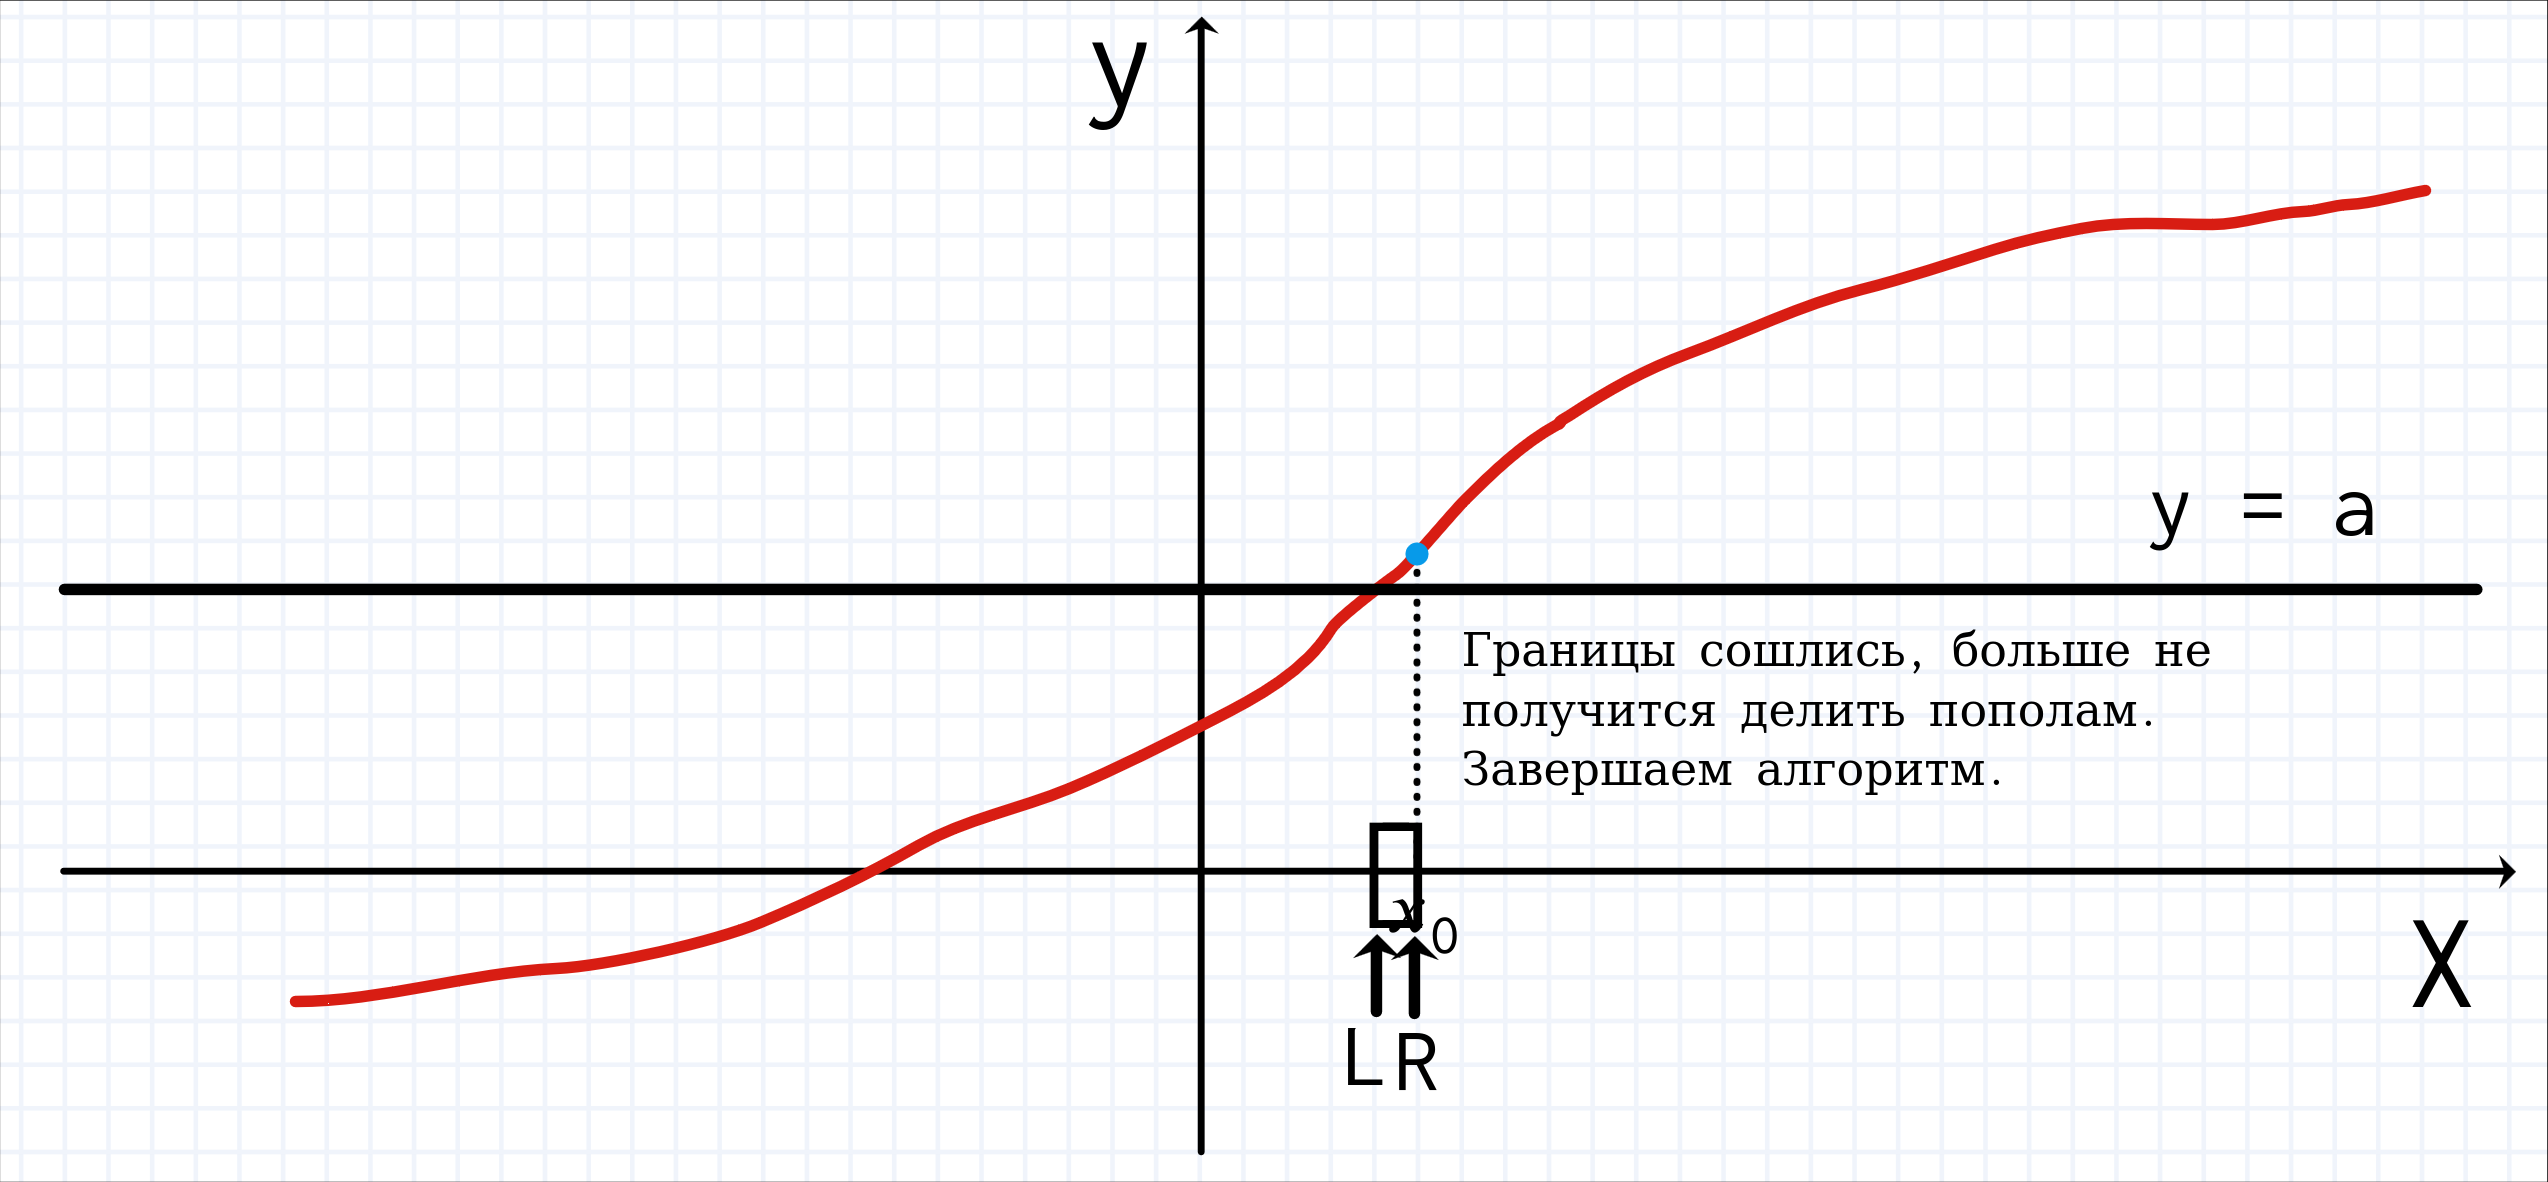 y
y = a
Границы сошлись, больше не
получится делить пополам.
Завершаем алгоритм.
x₀
X
L R